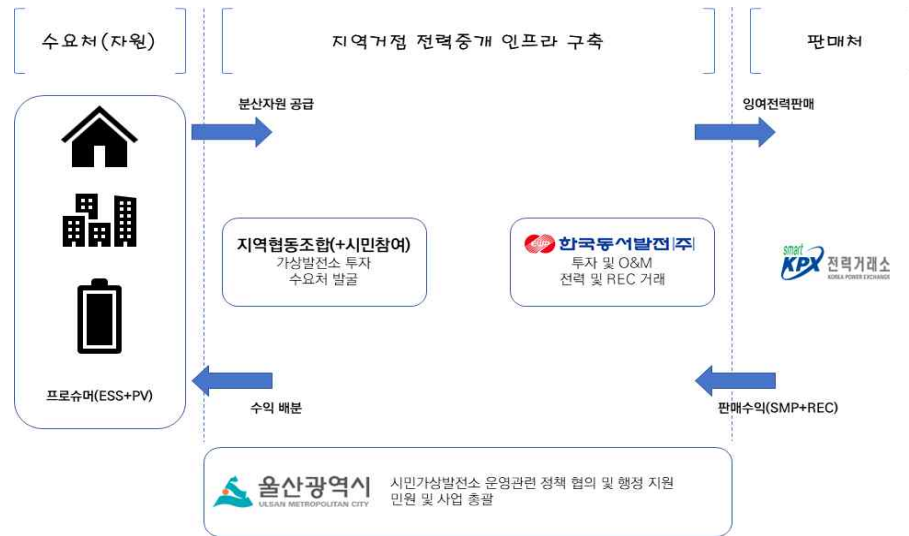 수요처(자원)
지역거점 전력중개 인프라 구축
판매처
분산자원 공급
잉여전력판매
지역협동조합(+시민참여)
가상발전소 투자
수요처 발굴
EWP 한국동서발전(주)
투자 및 O&M
전력 및 REC 거래
smart
KPX 전력거래소
KOREA POWER EXCHANGE
프로슈머(ESS+PV)
수익 배분
판매수익(SMP+REC)
울산광역시
ULSAN METROPOLITAN CITY
시민가상발전소 운영관련 정책 협의 및 행정 지원
민원 및 사업 총괄